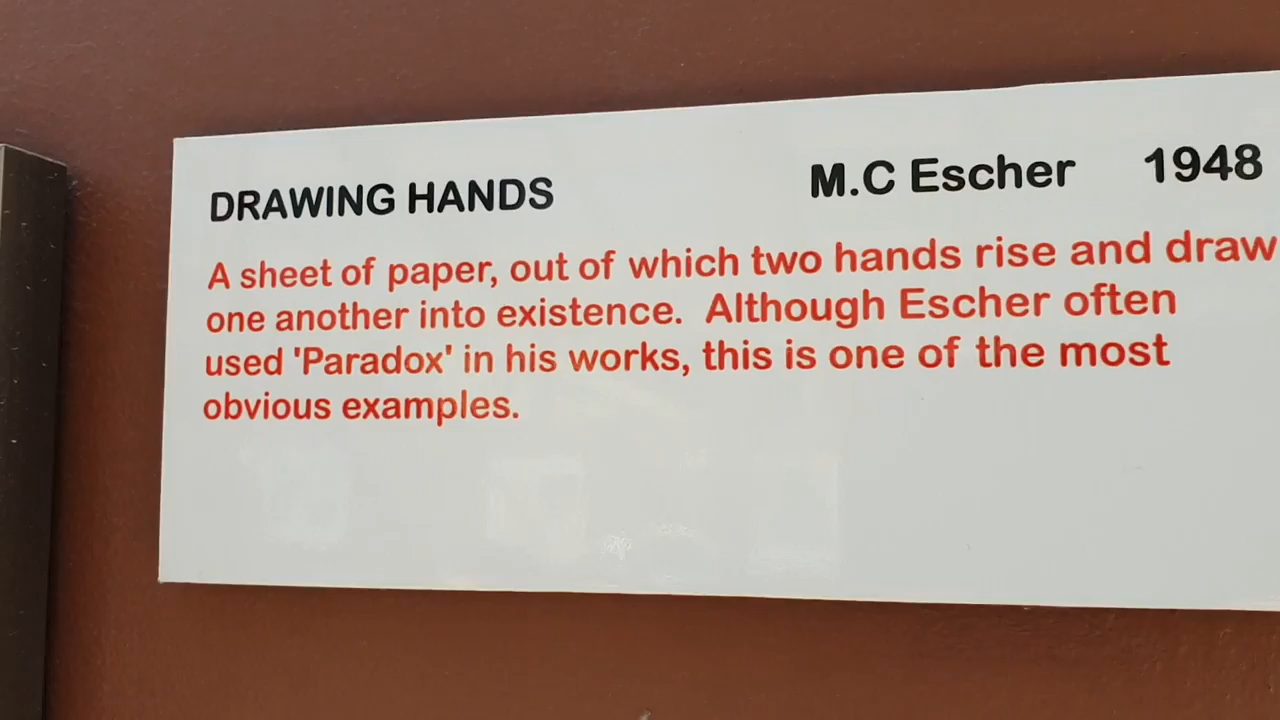 DRAWING HANDS M.C Escher 1948
A sheet of paper, out of which two hands rise and draw
one another into existence. Although Escher often
used 'Paradox' in his works, this is one of the most
obvious examples.